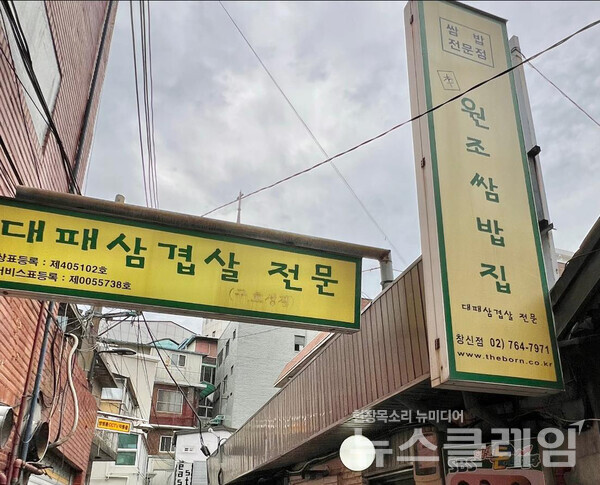 대패삼겹살 전문
상표등록 : 제405102호
서비스표등록 : 제0055738호
쌈밥
전문점
원조쌈밥집
대패삼겹살 전문
창신점 02) 764-7971
www.theborn.co.kr
현장목소리 뉴미디어
뉴스클레임